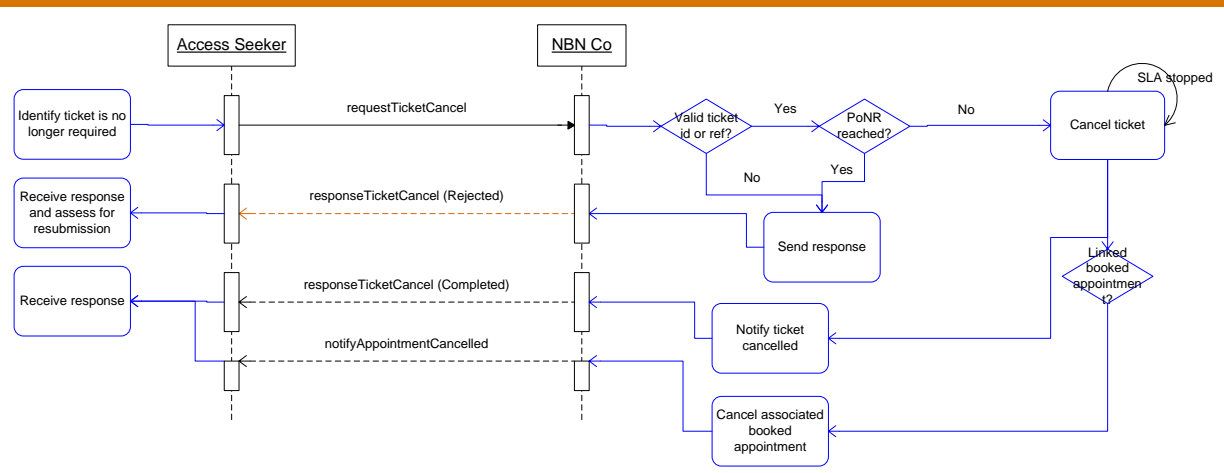 Access Seeker
NBN Co
SLA stopped
Identify ticket is no
longer required
requestTicketCancel
Valid ticket
id or ref?
Yes
PoNR
reached?
No
Cancel ticket
No
Yes
Receive response
and assess for
resubmission
responseTicketCancel (Rejected)
Send response
Linked
booked
appointmen
t?
Receive response
responseTicketCancel (Completed)
Notify ticket
cancelled
notifyAppointmentCancelled
Cancel associated
booked
appointment